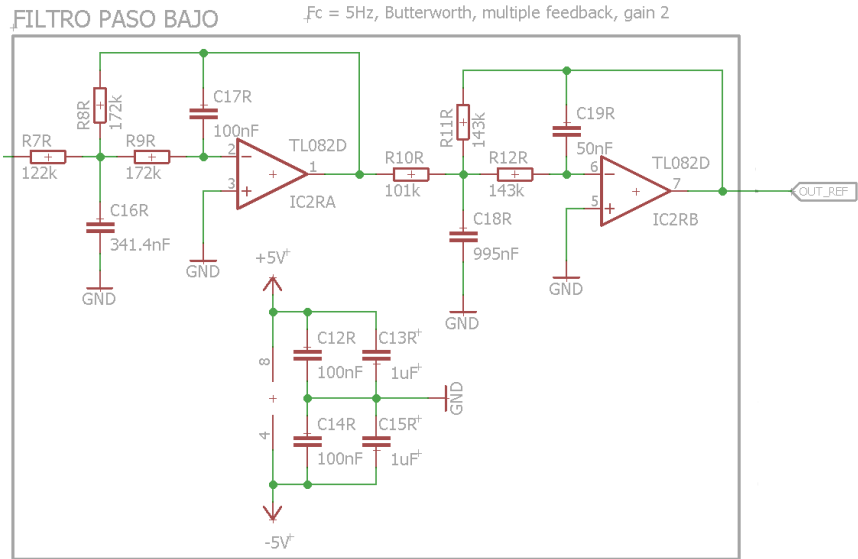 FILTRO PASO BAJO
Fc = 5Hz, Butterworth, multiple feedback, gain 2
R7R
122k
R8R
172k
R9R
172k
C16R
341.4nF
GND
C17R
100nF
TL082D
2
3
1
IC2RA
GND
R10R
101k
R11R
143k
R12R
143k
C18R
995nF
GND
C19R
50nF
TL082D
6
5
7
IC2RB
GND
OUT_REF
+5V
8
4
C12R
100nF
C13R
1uF
GND
C14R
100nF
C15R
1uF
-5V